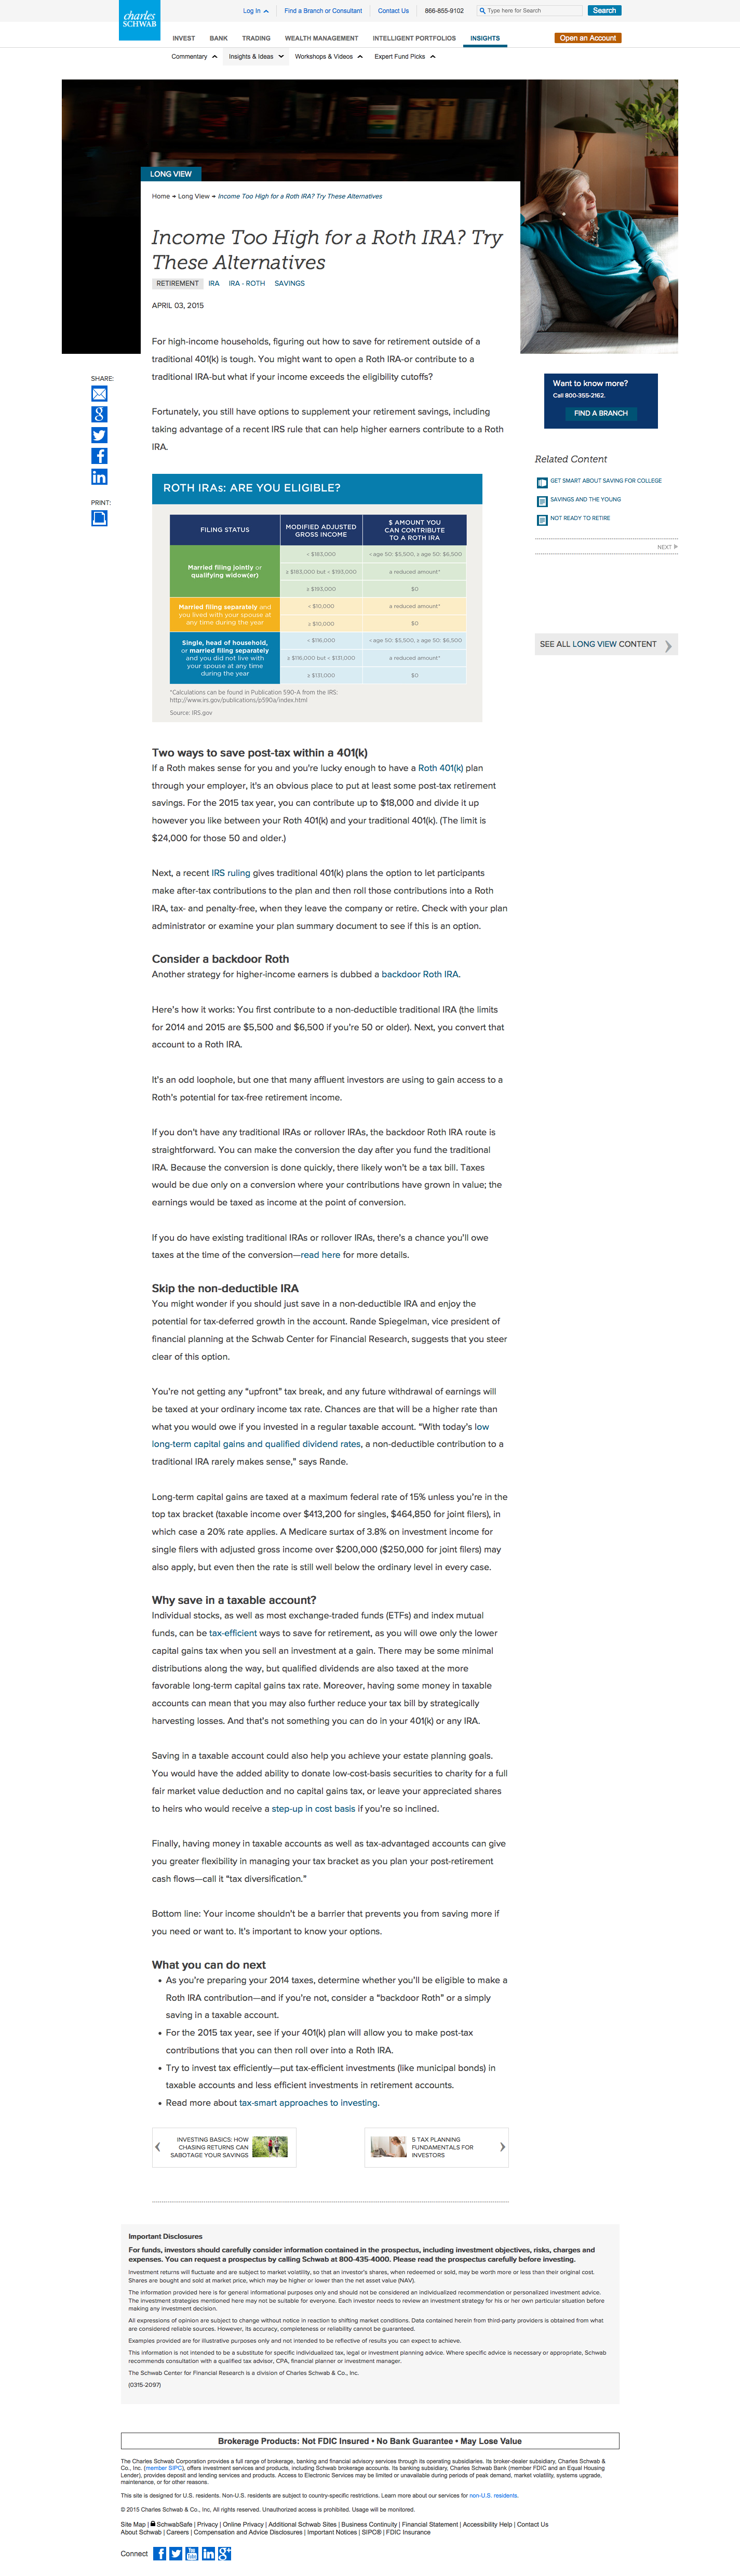 charles
SCHWAB
Log In
Find a Branch or Consultant
Contact Us
866-855-9102
Type here for Search
Search
INVEST
BANK
TRADING
WEALTH MANAGEMENT
INTELLIGENT PORTFOLIOS
INSIGHTS
Open an Account
Commentary
Insights & Ideas
Workshops & Videos
Expert Fund Picks
LONG VIEW
Home → Long View → Income Too High for a Roth IRA? Try These Alternatives
Income Too High for a Roth IRA? Try
These Alternatives
RETIREMENT IRA IRA - ROTH SAVINGS
APRIL 03, 2015
For high-income households, figuring out how to save for retirement outside of a
traditional 401(k) is tough. You might want to open a Roth IRA-or contribute to a
traditional IRA-but what if your income exceeds the eligibility cutoffs?
Fortunately, you still have options to supplement your retirement savings, including
taking advantage of a recent IRS rule that can help higher earners contribute to a Roth
IRA.
SHARE:
PRINT:
Want to know more?
Call 800-355-2162.
FIND A BRANCH
Related Content
GET SMART ABOUT SAVING FOR COLLEGE
SAVINGS AND THE YOUNG
NOT READY TO RETIRE
NEXT
SEE ALL LONG VIEW CONTENT
ROTH IRAs: ARE YOU ELIGIBLE?
FILING STATUS
MODIFIED ADJUSTED
GROSS INCOME
$ AMOUNT YOU
CAN CONTRIBUTE
TO A ROTH IRA
Married filing jointly or
qualifying widow(er)
< $183,000
< age 50: $5,500, ≥ age 50: $6,500
≥ $183,000 but < $193,000
a reduced amount*
≥ $193,000
$0
Married filing separately and
you lived with your spouse at
any time during the year
< $10,000
a reduced amount*
≥ $10,000
$0
Single, head of household,
or married filing separately
and you did not live with
your spouse at any time
during the year
< $116,000
< age 50: $5,500, ≥ age 50: $6,500
≥ $116,000 but < $131,000
a reduced amount*
≥ $131,000
$0
*Calculations can be found in Publication 590-A from the IRS:
http://www.irs.gov/publications/p590a/index.html
Source: IRS.gov
Two ways to save post-tax within a 401(k)
If a Roth makes sense for you and you're lucky enough to have a Roth 401(k) plan
through your employer, it's an obvious place to put at least some post-tax retirement
savings. For the 2015 tax year, you can contribute up to $18,000 and divide it up
however you like between your Roth 401(k) and your traditional 401(k). (The limit is
$24,000 for those 50 and older.)
Next, a recent IRS ruling gives traditional 401(k) plans the option to let participants
make after-tax contributions to the plan and then roll those contributions into a Roth
IRA, tax- and penalty-free, when they leave the company or retire. Check with your plan
administrator or examine your plan summary document to see if this is an option.
Consider a backdoor Roth
Another strategy for higher-income earners is dubbed a backdoor Roth IRA.
Here's how it works: You first contribute to a non-deductible traditional IRA (the limits
for 2014 and 2015 are $5,500 and $6,500 if you're 50 or older). Next, you convert that
account to a Roth IRA.
It's an odd loophole, but one that many affluent investors are using to gain access to a
Roth's potential for tax-free retirement income.
If you don't have any traditional IRAs or rollover IRAs, the backdoor Roth IRA route is
straightforward. You can make the conversion the day after you fund the traditional
IRA. Because the conversion is done quickly, there likely won't be a tax bill. Taxes
would be due only on a conversion where your contributions have grown in value; the
earnings would be taxed as income at the point of conversion.
If you do have existing traditional IRAs or rollover IRAs, there's a chance you'll owe
taxes at the time of the conversion—read here for more details.
Skip the non-deductible IRA
You might wonder if you should just save in a non-deductible IRA and enjoy the
potential for tax-deferred growth in the account. Rande Spiegelman, vice president of
financial planning at the Schwab Center for Financial Research, suggests that you steer
clear of this option.
You're not getting any "upfront" tax break, and any future withdrawal of earnings will
be taxed at your ordinary income tax rate. Chances are that will be a higher rate than
what you would owe if you invested in a regular taxable account. "With today's low
long-term capital gains and qualified dividend rates, a non-deductible contribution to a
traditional IRA rarely makes sense," says Rande.
Long-term capital gains are taxed at a maximum federal rate of 15% unless you're in the
top tax bracket (taxable income over $413,200 for singles, $464,850 for joint filers), in
which case a 20% rate applies. A Medicare surtax of 3.8% on investment income for
single filers with adjusted gross income over $200,000 ($250,000 for joint filers) may
also apply, but even then the rate is still well below the ordinary level in every case.
Why save in a taxable account?
Individual stocks, as well as most exchange-traded funds (ETFs) and index mutual
funds, can be tax-efficient ways to save for retirement, as you will owe only the lower
capital gains tax when you sell an investment at a gain. There may be some minimal
distributions along the way, but qualified dividends are also taxed at the more
favorable long-term capital gains tax rate. Moreover, having some money in taxable
accounts can mean that you may also further reduce your tax bill by strategically
harvesting losses. And that's not something you can do in your 401(k) or any IRA.
Saving in a taxable account could also help you achieve your estate planning goals.
You would have the added ability to donate low-cost-basis securities to charity for a full
fair market value deduction and no capital gains tax, or leave your appreciated shares
to heirs who would receive a step-up in cost basis if you're so inclined.
Finally, having money in taxable accounts as well as tax-advantaged accounts can give
you greater flexibility in managing your tax bracket as you plan your post-retirement
cash flows—call it "tax diversification."
Bottom line: Your income shouldn't be a barrier that prevents you from saving more if
you need or want to. It's important to know your options.
What you can do next
• As you're preparing your 2014 taxes, determine whether you'll be eligible to make a
Roth IRA contribution—and if you're not, consider a "backdoor Roth" or a simply
saving in a taxable account.
• For the 2015 tax year, see if your 401(k) plan will allow you to make post-tax
contributions that you can then roll over into a Roth IRA.
• Try to invest tax efficiently—put tax-efficient investments (like municipal bonds) in
taxable accounts and less efficient investments in retirement accounts.
• Read more about tax-smart approaches to investing.
INVESTING BASICS: HOW
CHASING RETURNS CAN
SABOTAGE YOUR SAVINGS
5 TAX PLANNING
FUNDAMENTALS FOR
INVESTORS
Important Disclosures
For funds, investors should carefully consider information contained in the prospectus, including investment objectives, risks, charges and
expenses. You can request a prospectus by calling Schwab at 800-435-4000. Please read the prospectus carefully before investing.
Investment returns will fluctuate and are subject to market volatility, so that an investor's shares, when redeemed or sold, may be worth more or less than their original cost.
Shares are bought and sold at market price, which may be higher or lower than the net asset value (NAV).
The information provided here is for general informational purposes only and should not be considered an individualized recommendation or personalized investment advice.
The investment strategies mentioned here may not be suitable for everyone. Each investor needs to review an investment strategy for his or her own particular situation before
making any investment decision.
All expressions of opinion are subject to change without notice in reaction to shifting market conditions. Data contained herein from third-party providers is obtained from what
are considered reliable sources. However, its accuracy, completeness or reliability cannot be guaranteed.
Examples provided are for illustrative purposes only and not intended to be reflective of results you can expect to achieve.
This information is not intended to be a substitute for specific individualized tax, legal or investment planning advice. Where specific advice is necessary or appropriate, Schwab
recommends consultation with a qualified tax advisor, CPA, financial planner or investment manager.
The Schwab Center for Financial Research is a division of Charles Schwab & Co., Inc.
(0315-2097)
Brokerage Products: Not FDIC Insured • No Bank Guarantee • May Lose Value
The Charles Schwab Corporation provides a full range of brokerage, banking and financial advisory services through its operating subsidiaries. Its broker-dealer subsidiary, Charles Schwab &
Co., Inc. (member SIPC), offers investment services and products, including Schwab brokerage accounts. Its banking subsidiary, Charles Schwab Bank (member FDIC and an Equal Housing
Lender), provides deposit and lending services and products. Access to Electronic Services may be limited or unavailable during periods of peak demand, market volatility, systems upgrade,
maintenance, or for other reasons.
This site is designed for U.S. residents. Non-U.S. residents are subject to country-specific restrictions. Learn more about our services for non-U.S. residents.
© 2015 Charles Schwab & Co., Inc, All rights reserved. Unauthorized access is prohibited. Usage will be monitored.
Site Map | SchwabSafe | Privacy | Online Privacy | Additional Schwab Sites | Business Continuity | Financial Statement | Accessibility Help | Contact Us
About Schwab | Careers | Compensation and Advice Disclosures | Important Notices | SIPC® | FDIC Insurance
Connect